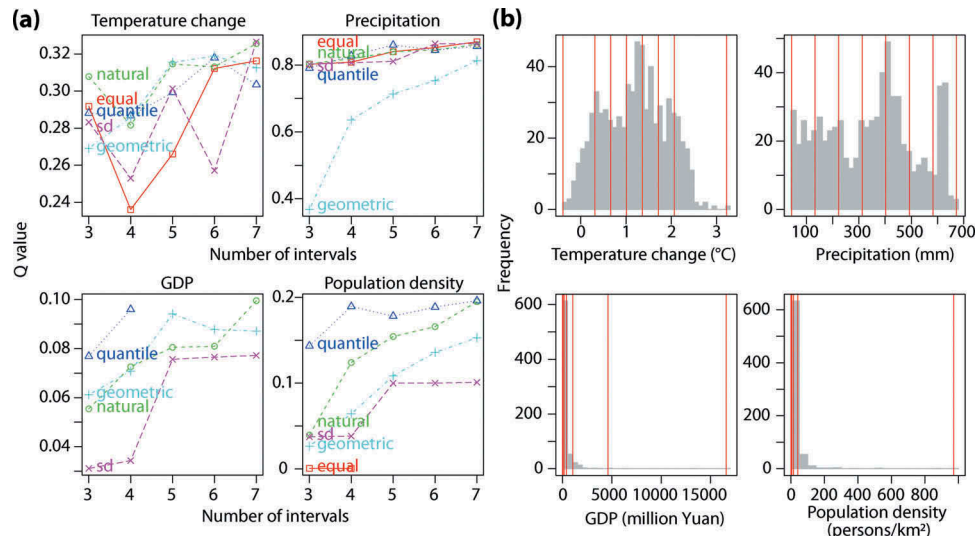 (a)
Temperature change
Precipitation
Q value
0.32
0.30
0.28
0.26
0.24
natural
equal
quantile
sd
geometric
3 4 5 6 7
Number of intervals
0.8
0.6
0.4
equal
natural
sd
quantile
geometric
3 4 5 6 7
Number of intervals
GDP
Population density
0.10
0.08
0.06
0.04
quantile
geometric
natural
sd
3 4 5 6 7
Number of intervals
0.2
0.1
0
quantile
natural
sd
geometric
equal
3 4 5 6 7
Number of intervals
(b)
Frequency
40
20
0
0 1 2 3
Temperature change (°C)
40
20
0
100 300 500 700
Precipitation (mm)
600
400
200
0
0 5000 10000 15000
GDP (million Yuan)
600
400
200
0
0 200 400 600 800
Population density
(persons/km²)